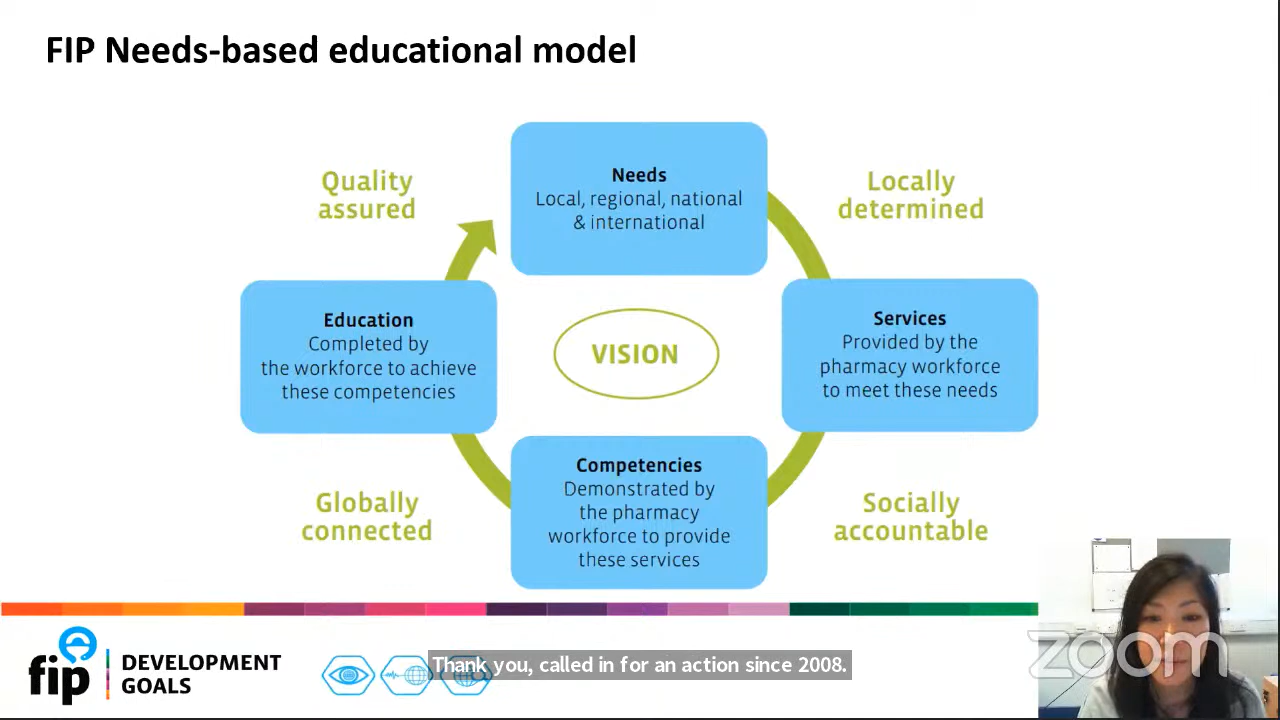 FIP Needs-based educational model
Quality
assured
Needs
Local, regional, national
& international
Locally
determined
Education
Completed by
the workforce to achieve
these competencies
VISION
Services
Provided by the
pharmacy workforce
to meet these needs
Globally
connected
Competencies
Demonstrated by
the pharmacy
workforce to provide
these services
Socially
accountable
fip
DEVELOPMENT
GOALS
Thank you, called in for an action since 2008.
zoom